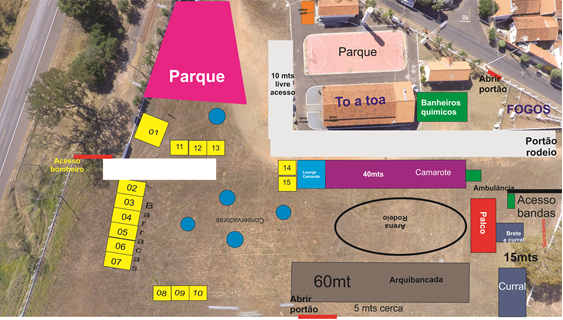 Parque
Parque
10 mts
livre
acesso
To a toa
Banheiros
químicos
Abrir
portão
FOGOS
Portão
rodeio
01
11
12
13
Acesso
bombeiro
02
03
04
05
06
07
Barracas
Conservadoras
14
15
Lounge
Camarote
40mts
Camarote
Ambulância
Acesso
bandas
Arena
Rodeio
Palco
Brete
e curral
15mts
60mt
Arquibancada
Curral
08
09
10
Abrir
portão
5 mts cerca